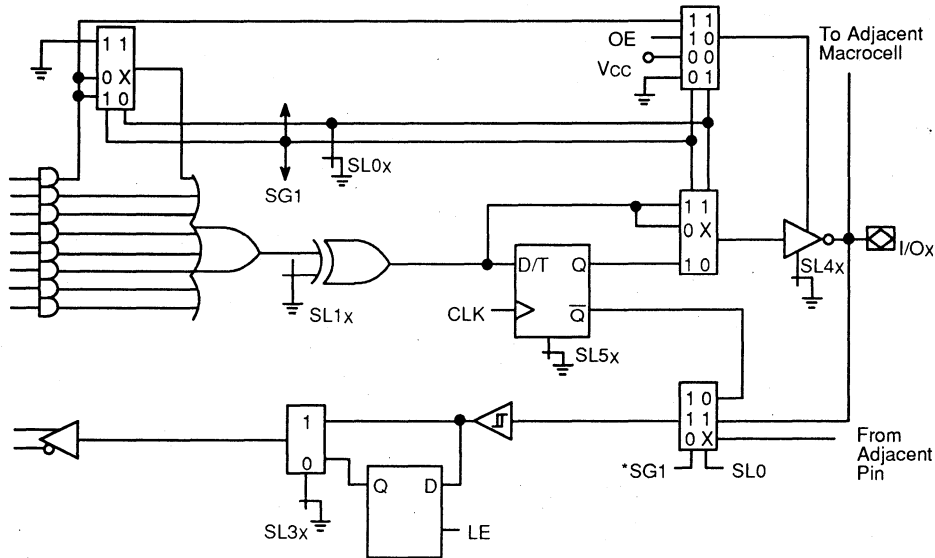 1 1
0 X
1 0
SG1
SL0x
OE
VCC
1 1
1 0
0 0
0 1
To Adjacent
Macrocell
1 1
0 X
1 0
SL1x
D/T Q
CLK
Q
SL5x
SL4x
I/Ox
1 0
1 1
0 X
*SG1
SL0
From
Adjacent
Pin
1
0
SL3x
Q D
LE